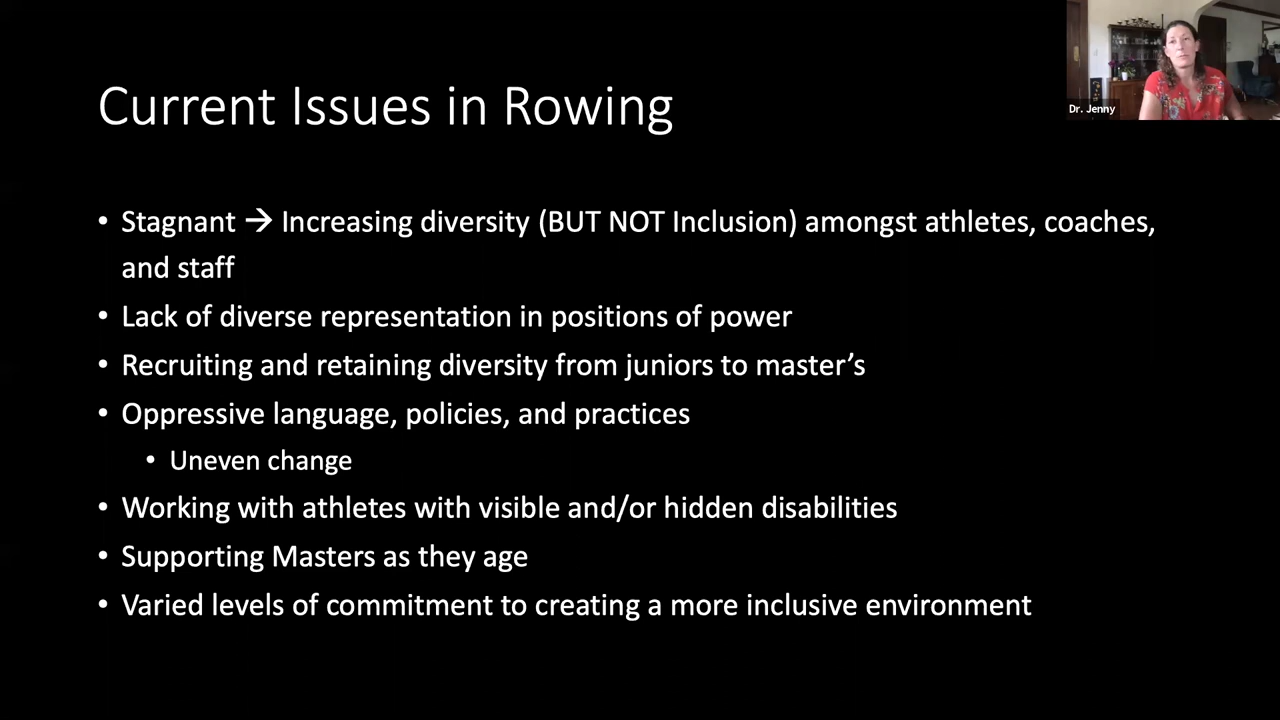 Dr. Jenny
Current Issues in Rowing
• Stagnant → Increasing diversity (BUT NOT Inclusion) amongst athletes, coaches,
and staff
• Lack of diverse representation in positions of power
• Recruiting and retaining diversity from juniors to master’s
• Oppressive language, policies, and practices
• Uneven change
• Working with athletes with visible and/or hidden disabilities
• Supporting Masters as they age
• Varied levels of commitment to creating a more inclusive environment